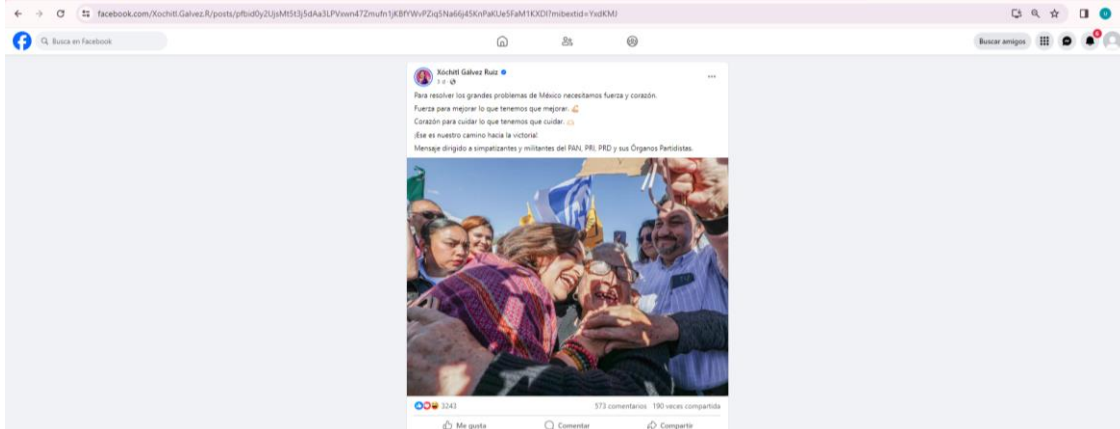 facebook.com/Xochitl.Galvez.R/posts/pfbid0y2UjsMt5t3j5dAa3LPVxwn47Zmufn1jKBfYWvPZiq5Na66j45KnPaKUe5FaM1KXDl?mibextid=YxdKMJ
Busca en Facebook
Buscar amigos
Xóchitl Gálvez Ruiz
3 d
Para resolver los grandes problemas de México necesitamos fuerza y corazón.
Fuerza para mejorar lo que tenemos que mejorar. 💪
Corazón para cuidar lo que tenemos que cuidar. 🫶
¡Ese es nuestro camino hacia la victoria!
Mensaje dirigido a simpatizantes y militantes del PAN, PRI, PRD y sus Órganos Partidistas.
3243
573 comentarios 190 veces compartida
Me gusta
Comentar
Compartir